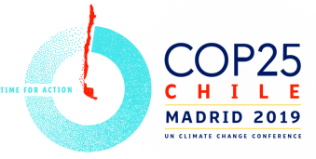 TIME FOR ACTION
COP25
CHILE
MADRID 2019
UN CLIMATE CHANGE CONFERENCE